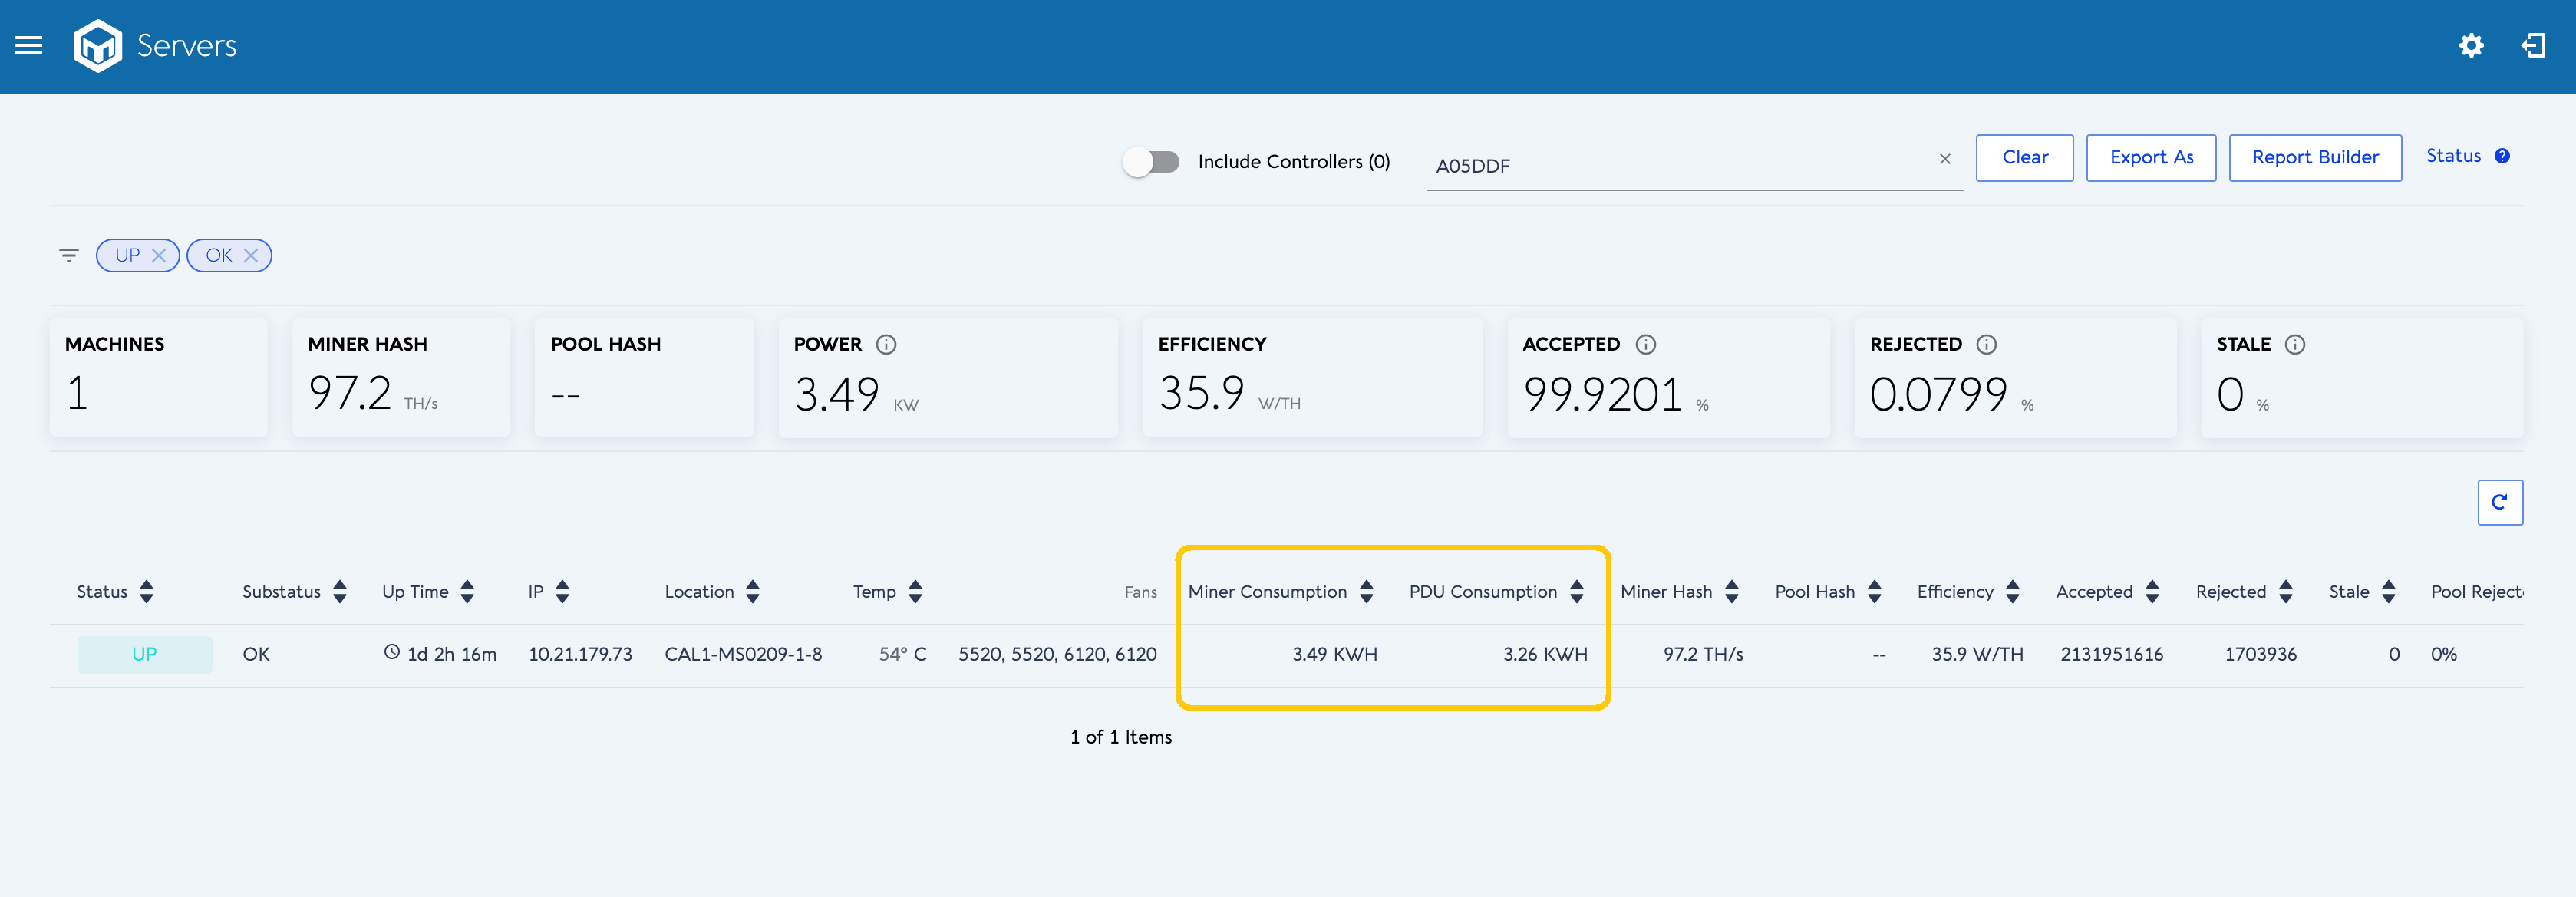 Servers
Include Controllers (0) A05DDF Clear Export As Report Builder Status ?
UP OK
MACHINES MINER HASH POOL HASH POWER EFFICIENCY ACCEPTED REJECTED STALE
1 97.2 TH/s -- 3.49 KW 35.9 W/TH 99.9201 % 0.0799 % 0 %
Status Substatus Up Time IP Location Temp Fans Miner Consumption PDU Consumption Miner Hash Pool Hash Efficiency Accepted Rejected Stale Pool Reject
UP OK 1d 2h 16m 10.21.179.73 CAL1-MS0209-1-8 54° C 5520, 5520, 6120, 6120 3.49 KWH 3.26 KWH 97.2 TH/s -- 35.9 W/TH 2131951616 1703936 0 0%
1 of 1 Items